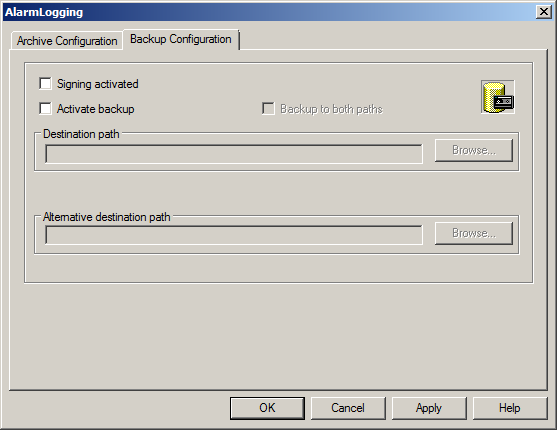 AlarmLogging
Archive Configuration
Backup Configuration
Signing activated
Activate backup
Backup to both paths
Destination path
Browse...
Alternative destination path
Browse...
OK
Cancel
Apply
Help